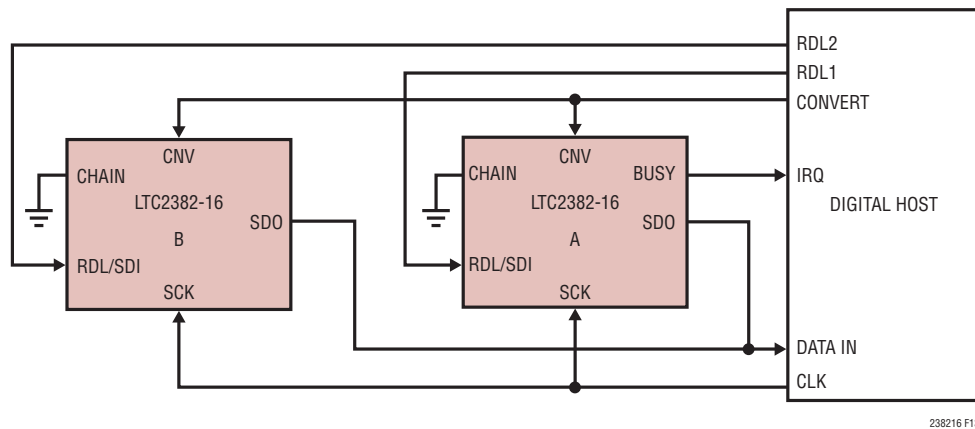 RDL2
RDL1
CONVERT
CNV
CNV
CHAIN
CHAIN
BUSY
IRQ
LTC2382-16
LTC2382-16
DIGITAL HOST
SDO
SDO
B
A
RDL/SDI
RDL/SDI
SCK
SCK
DATA IN
CLK
238216 F1